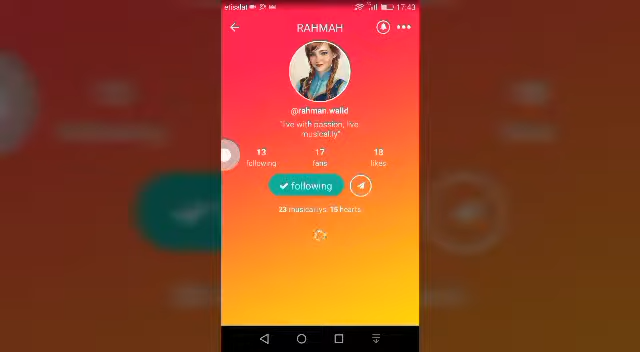 etisalat
17:43
RAHMAH
@rahman.walid
"live with passion, live
musical.ly"
13 17 18
following fans likes
following
23 musical.lys 15 hearts